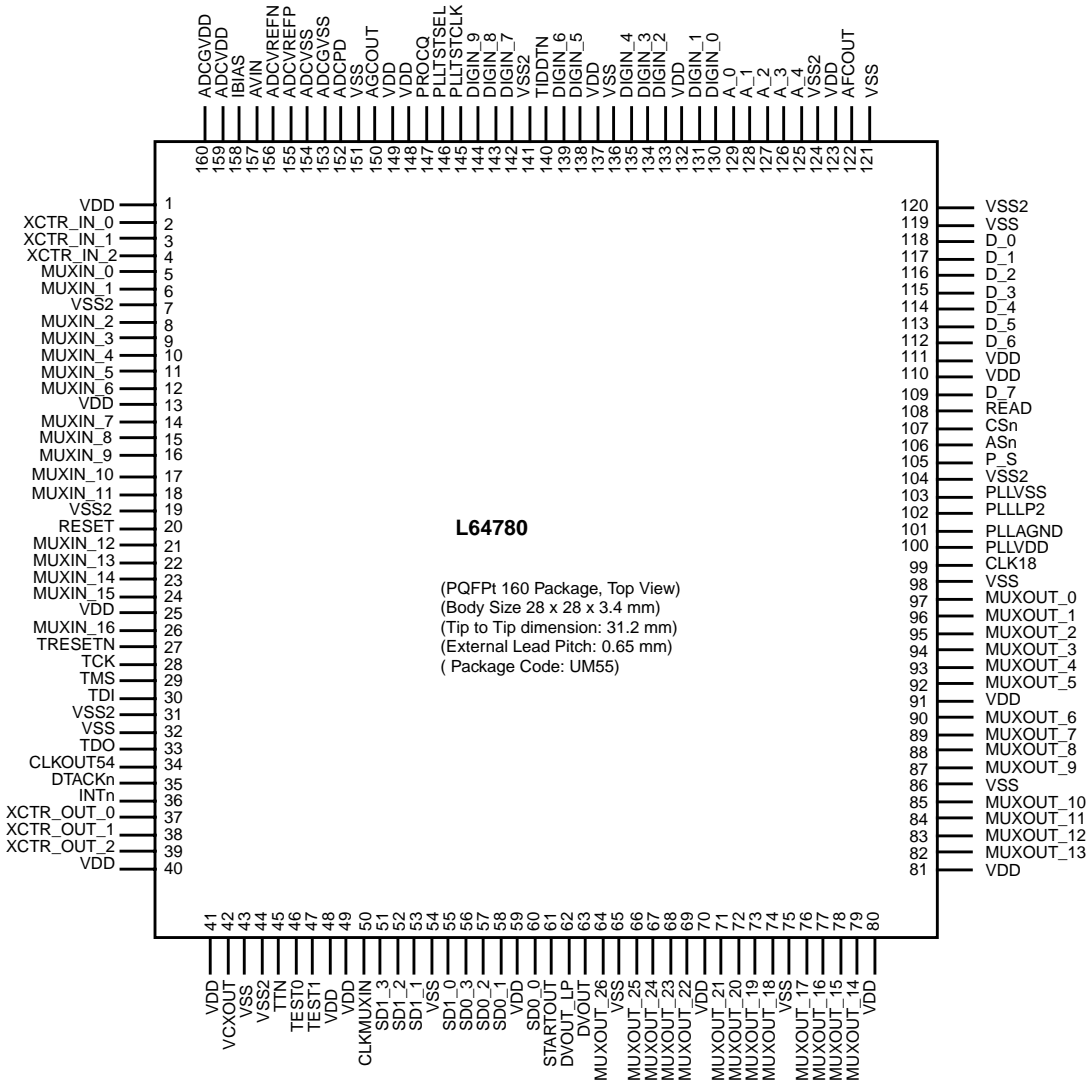 ADCGVDD 160
ADCVDD 159
IBIAS 158
AVIN 157
ADCVREFN 156
ADCVREFP 155
ADCVSS 154
ADCGVSS 153
ADCPD 152
VSS 151
AGCOUT 150
VDD 149
VDD 148
PROCQ 147
PLLTSTSEL 146
PLLTSTCLK 145
DIGIN_9 144
DIGIN_8 143
DIGIN_7 142
VSS2 141
TIDDTN 140
DIGIN_6 139
DIGIN_5 138
VDD 137
VSS 136
DIGIN_4 135
DIGIN_3 134
DIGIN_2 133
VDD 132
DIGIN_1 131
DIGIN_0 130
A_0 129
A_1 128
A_2 127
A_3 126
A_4 125
VSS2 124
VDD 123
AFCOUT 122
VSS 121
VDD 1
XCTR_IN_0 2
XCTR_IN_1 3
XCTR_IN_2 4
MUXIN_0 5
MUXIN_1 6
VSS2 7
MUXIN_2 8
MUXIN_3 9
MUXIN_4 10
MUXIN_5 11
MUXIN_6 12
VDD 13
MUXIN_7 14
MUXIN_8 15
MUXIN_9 16
MUXIN_10 17
MUXIN_11 18
VSS2 19
RESET 20
MUXIN_12 21
MUXIN_13 22
MUXIN_14 23
MUXIN_15 24
VDD 25
MUXIN_16 26
TRESETN 27
TCK 28
TMS 29
TDI 30
VSS2 31
VSS 32
TDO 33
CLKOUT54 34
DTACKn 35
INTn 36
XCTR_OUT_0 37
XCTR_OUT_1 38
XCTR_OUT_2 39
VDD 40
L64780
(PQFPt 160 Package, Top View)
(Body Size 28 x 28 x 3.4 mm)
(Tip to Tip dimension: 31.2 mm)
(External Lead Pitch: 0.65 mm)
( Package Code: UM55)
120 VSS2
119 VSS
118 D_0
117 D_1
116 D_2
115 D_3
114 D_4
113 D_5
112 D_6
111 VDD
110 VDD
109 D_7
108 READ
107 CSn
106 ASn
105 P_S
104 VSS2
103 PLLVSS
102 PLLLP2
101 PLLAGND
100 PLLVDD
99 CLK18
98 VSS
97 MUXOUT_0
96 MUXOUT_1
95 MUXOUT_2
94 MUXOUT_3
93 MUXOUT_4
92 MUXOUT_5
91 VDD
90 MUXOUT_6
89 MUXOUT_7
88 MUXOUT_8
87 MUXOUT_9
86 VSS
85 MUXOUT_10
84 MUXOUT_11
83 MUXOUT_12
82 MUXOUT_13
81 VDD
41 VDD
42 VCXOUT
43 VSS
44 VSS2
45 TTN
46 TEST0
47 TEST1
48 VDD
49 VDD
50 CLKMUXIN
51 SD1_3
52 SD1_2
53 SD1_1
54 VSS
55 SD1_0
56 SD0_3
57 SD0_2
58 SD0_1
59 VDD
60 SD0_0
61 STARTOUT
62 DVOUT_LP
63 DVOUT
64 MUXOUT_26
65 VSS
66 MUXOUT_25
67 MUXOUT_24
68 MUXOUT_23
69 MUXOUT_22
70 VDD
71 MUXOUT_21
72 MUXOUT_20
73 MUXOUT_19
74 MUXOUT_18
75 VSS
76 MUXOUT_17
77 MUXOUT_16
78 MUXOUT_15
79 MUXOUT_14
80 VDD